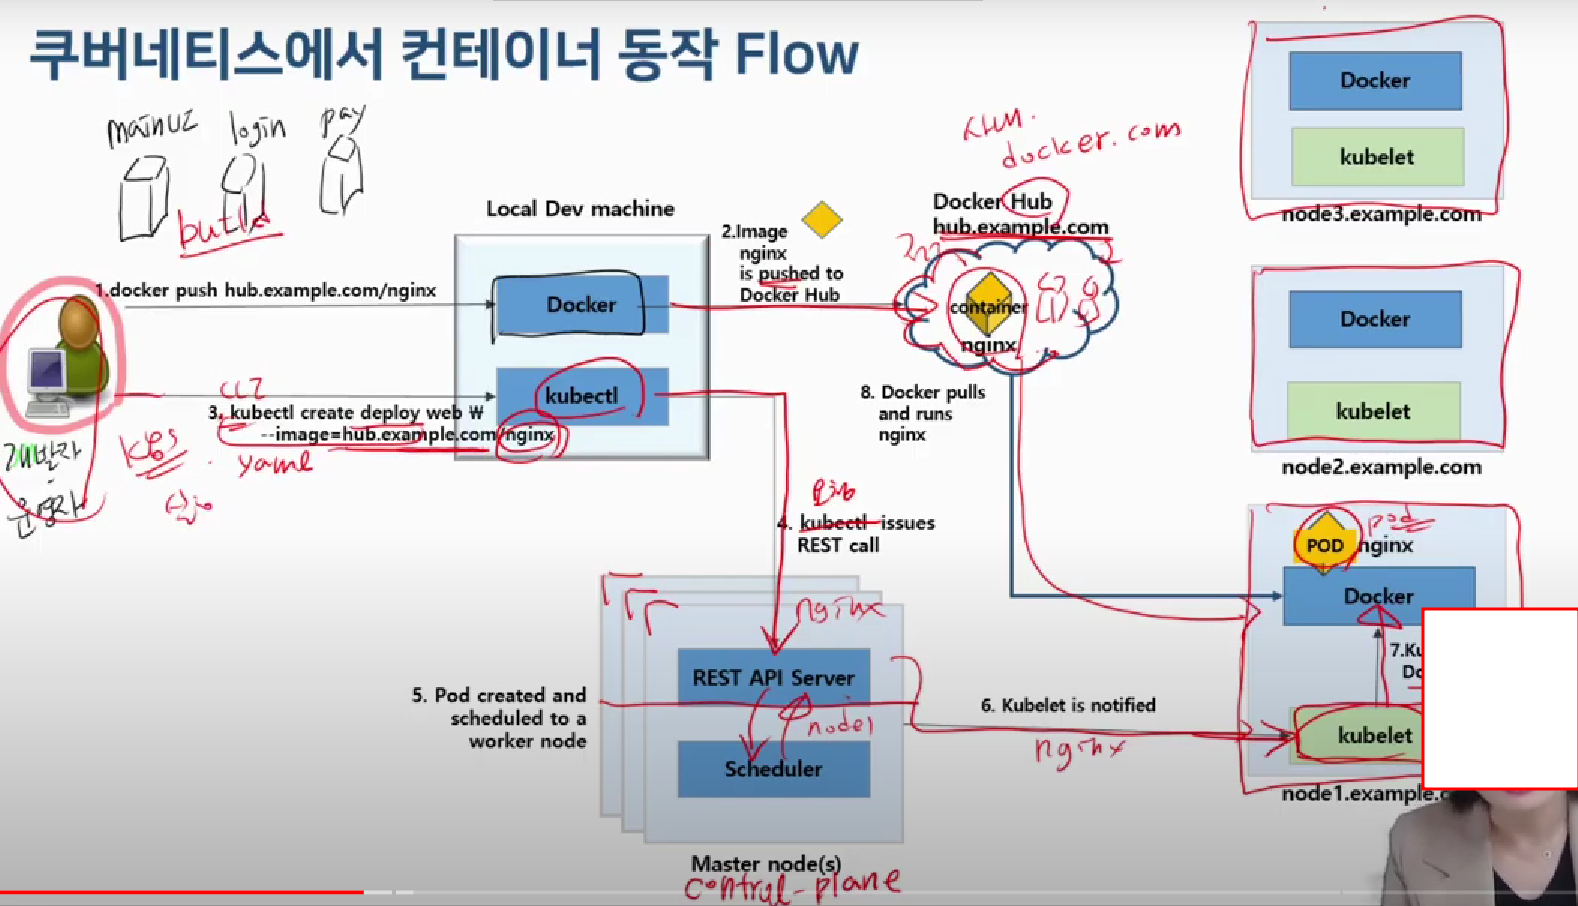 쿠버네티스에서 컨테이너 동작 Flow
mainUI
login
pay
build
Local Dev machine
1.docker push hub.example.com/nginx
Docker
2.Image
nginx
is pushed to
Docker Hub
docker.com
Docker Hub
hub.example.com
container
nginx
CLI
kubectl
3. kubectl create deploy web ₩
--image=hub.example.com/nginx
yaml
개발자
운영자
k8s
8. Docker pulls
and runs
nginx
4. kubectl issues
REST call
nginx
REST API Server
node1
Scheduler
5. Pod created and
scheduled to a
worker node
Master node(s)
control-plane
6. Kubelet is notified
nginx
Docker
kubelet
node3.example.com
Docker
kubelet
node2.example.com
pod
POD
nginx
Docker
7.Ku
kubelet
node1.example.c